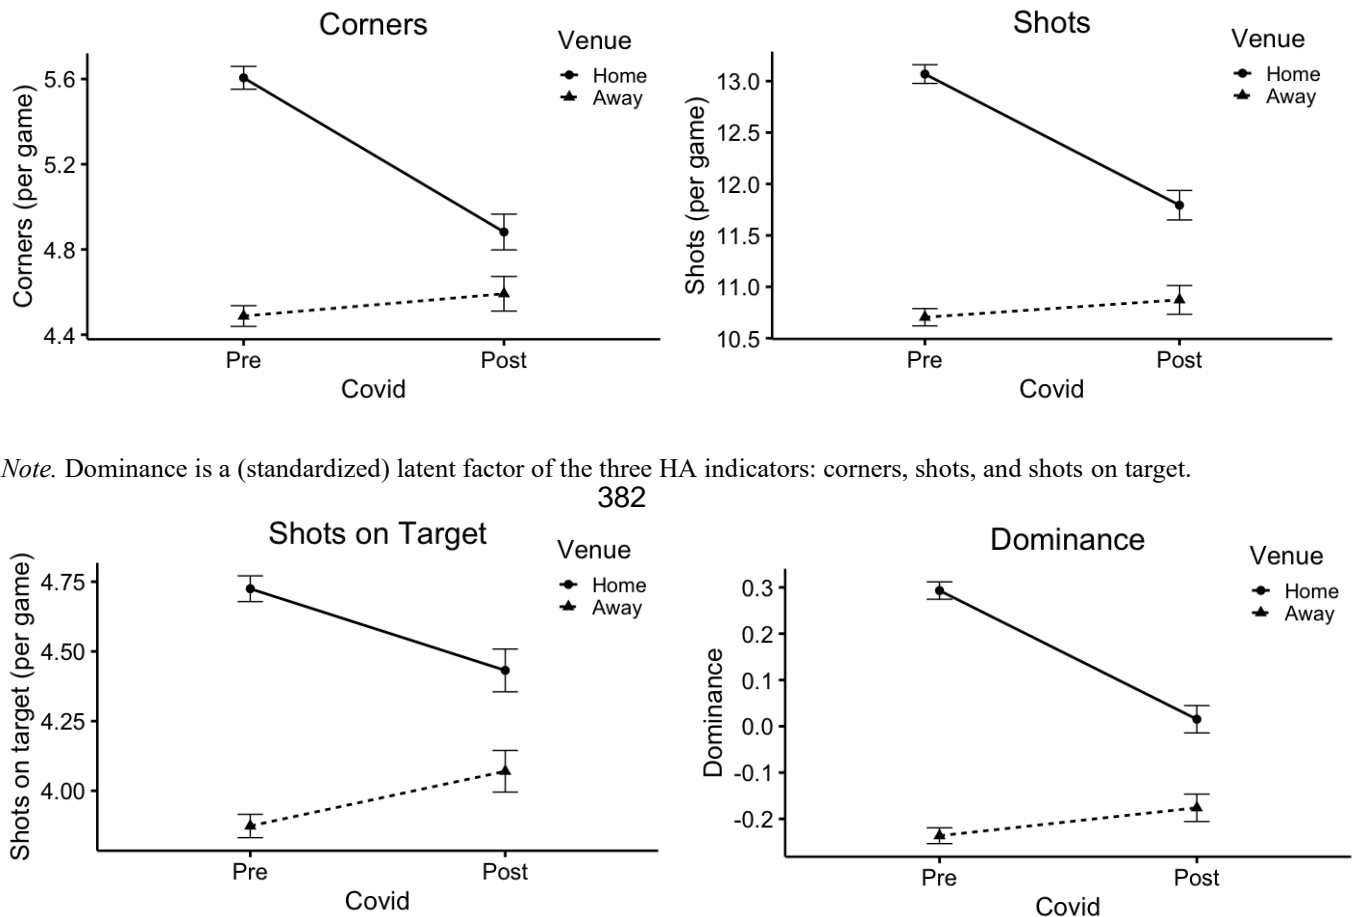 Corners
Venue
Home
Away
Corners (per game)
5.6
5.2
4.8
4.4
Pre
Post
Covid
Shots
Venue
Home
Away
Shots (per game)
13.0
12.5
12.0
11.5
11.0
10.5
Pre
Post
Covid
Note. Dominance is a (standardized) latent factor of the three HA indicators: corners, shots, and shots on target.
382
Shots on Target
Venue
Home
Away
Shots on target (per game)
4.75
4.50
4.25
4.00
Pre
Post
Covid
Dominance
Venue
Home
Away
Dominance
0.3
0.2
0.1
0.0
-0.1
-0.2
Pre
Post
Covid